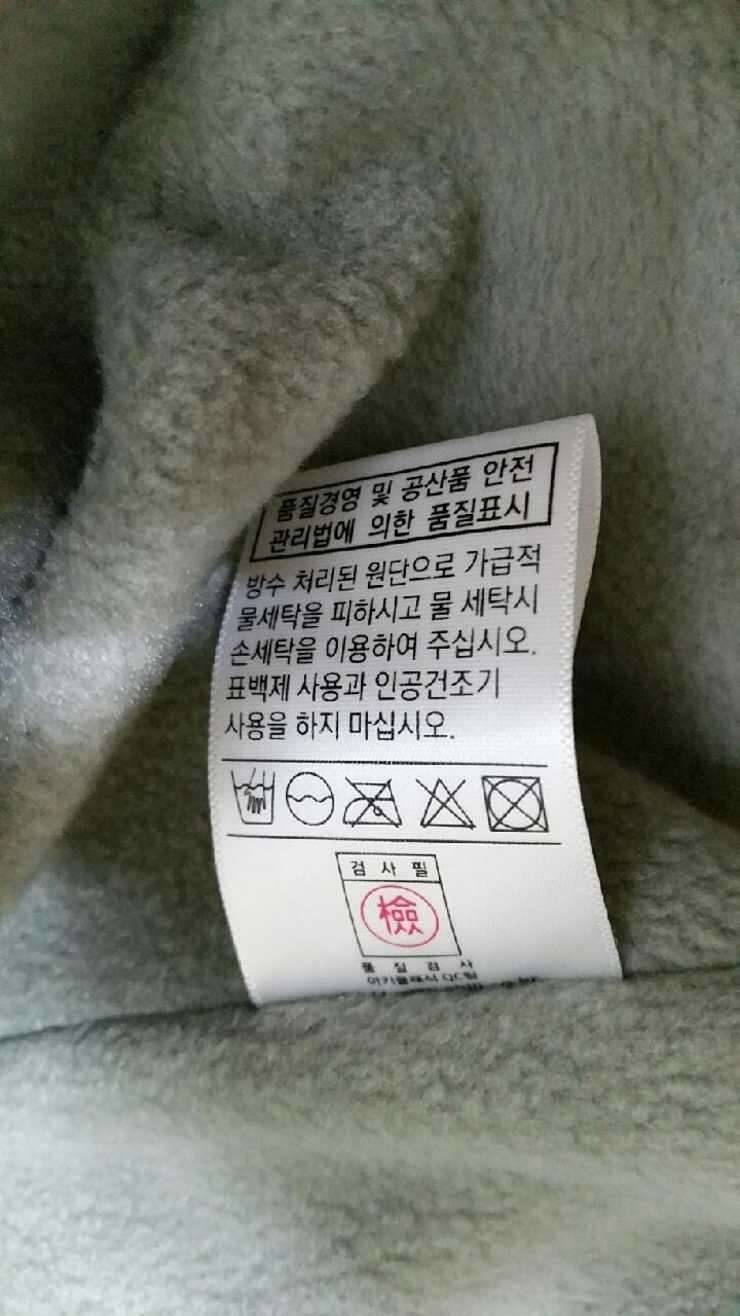 품질경영 및 공산품 안전
관리법에 의한 품질표시
방수 처리된 원단으로 가급적
물세탁을 피하시고 물 세탁시
손세탁을 이용하여 주십시오.
표백제 사용과 인공건조기
사용을 하지 마십시오.
검 사 필
檢
품 질 검 사